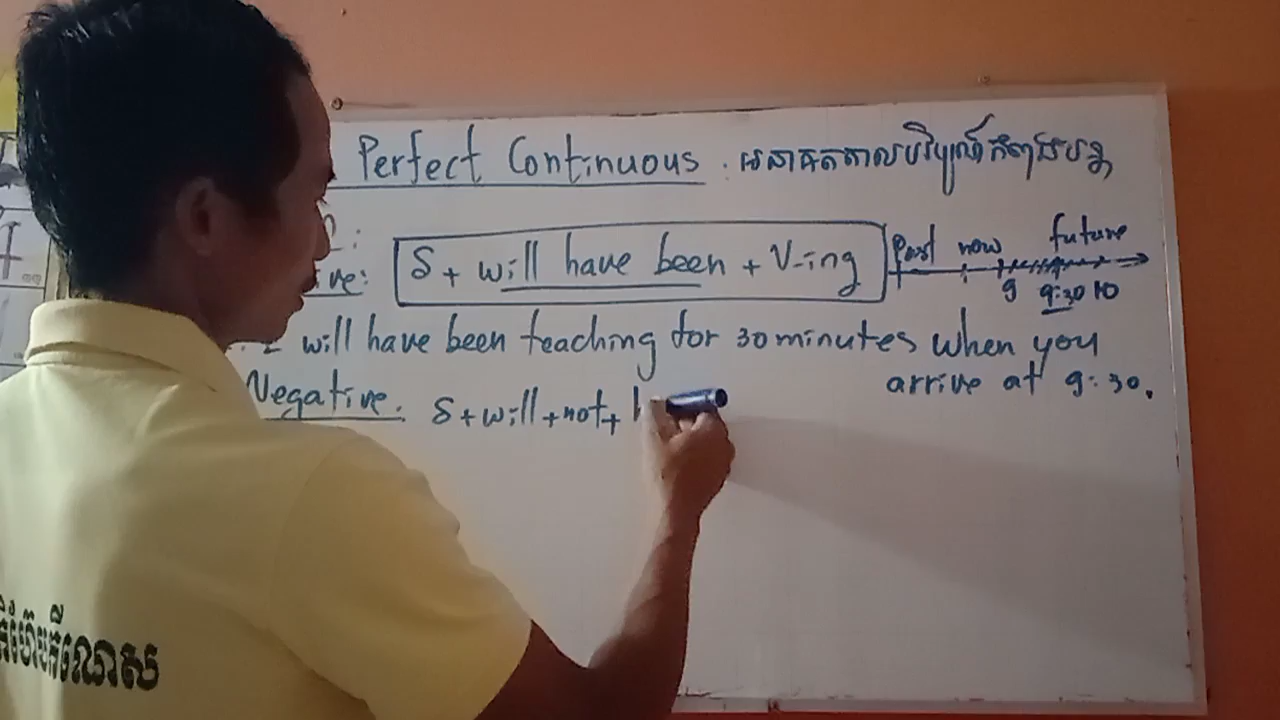 Perfect Continuous : អនាគតកាលបរិបូណ៌កំពុងបន្ត
n :
ive: S + will have been + V-ing
Past now future
9 9:30 10
I will have been teaching for 30 minutes when you
arrive at 9:30.
Negative. S + will + not + h